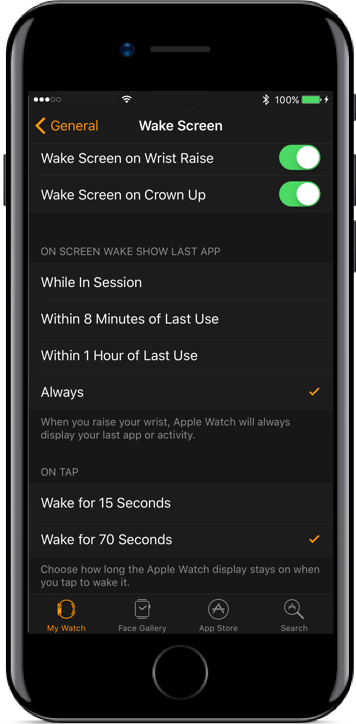 100%
General
Wake Screen
Wake Screen on Wrist Raise
Wake Screen on Crown Up
ON SCREEN WAKE SHOW LAST APP
While In Session
Within 8 Minutes of Last Use
Within 1 Hour of Last Use
Always
When you raise your wrist, Apple Watch will always
display your last app or activity.
ON TAP
Wake for 15 Seconds
Wake for 70 Seconds
Choose how long the Apple Watch display stays on when
you tap to wake it.
My Watch
Face Gallery
App Store
Search